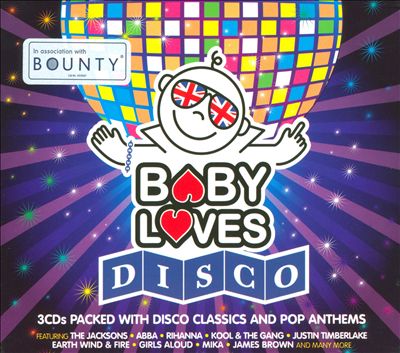 In association with
BOUNTY
BABY
LOVES
DISCO
3CDs PACKED WITH DISCO CLASSICS AND POP ANTHEMS
FEATURING THE JACKSONS • ABBA • RIHANNA • KOOL & THE GANG • JUSTIN TIMBERLAKE
EARTH WIND & FIRE • GIRLS ALOUD • MIKA • JAMES BROWN AND MANY MORE